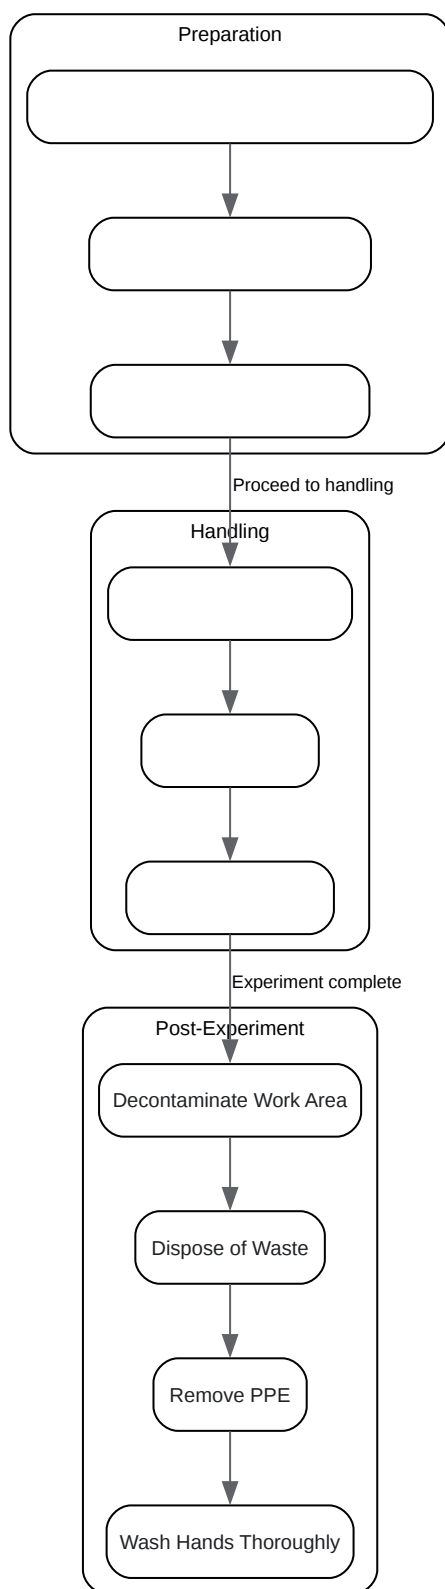 Preparation
Proceed to handling
Handling
Experiment complete
Post-Experiment
Decontaminate Work Area
Dispose of Waste
Remove PPE
Wash Hands Thoroughly